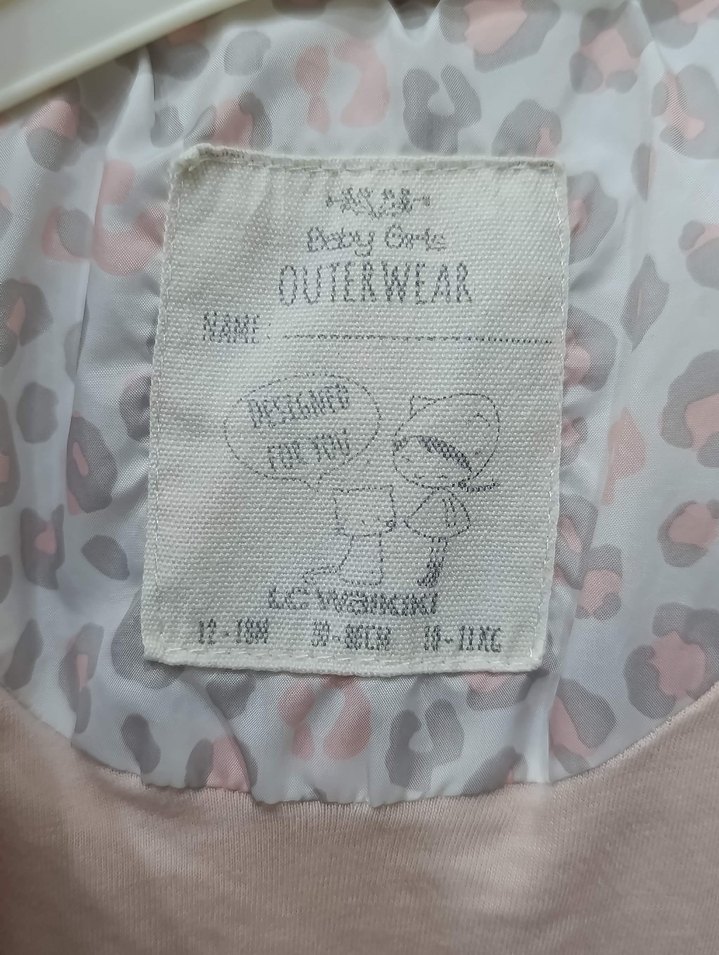 Baby Girls
OUTERWEAR
NAME:
DESIGNED
FOR YOU
LC WAIKIKI
12-18M 80-86CM 10-11KG